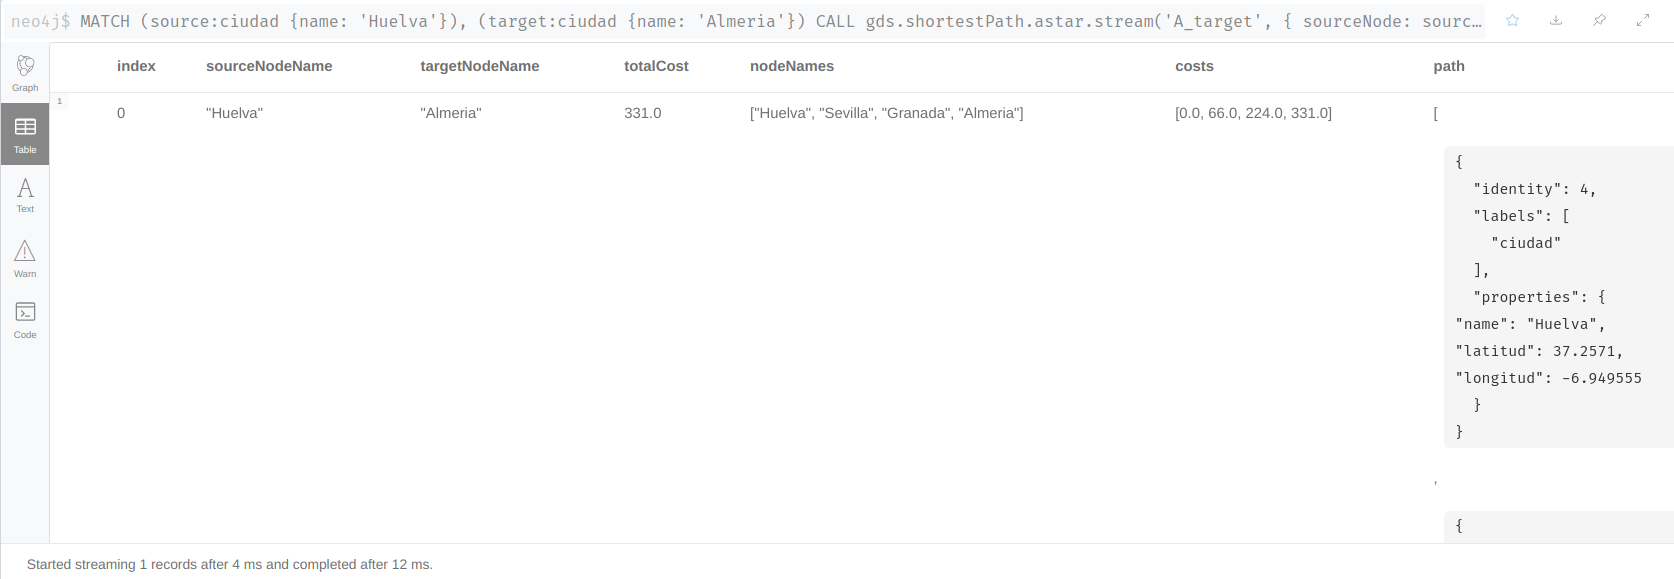 neo4j$ MATCH (source:ciudad {name: 'Huelva'}), (target:ciudad {name: 'Almeria'}) CALL gds.shortestPath.astar.stream('A_target', { sourceNode: sourc…
Graph
Table
Text
Warn
Code
index sourceNodeName targetNodeName totalCost nodeNames costs path
1
0 "Huelva" "Almeria" 331.0 ["Huelva", "Sevilla", "Granada", "Almeria"] [0.0, 66.0, 224.0, 331.0] [
{
"identity": 4,
"labels": [
"ciudad"
],
"properties": {
"name": "Huelva",
"latitud": 37.2571,
"longitud": -6.949555
}
}
,
{
Started streaming 1 records after 4 ms and completed after 12 ms.